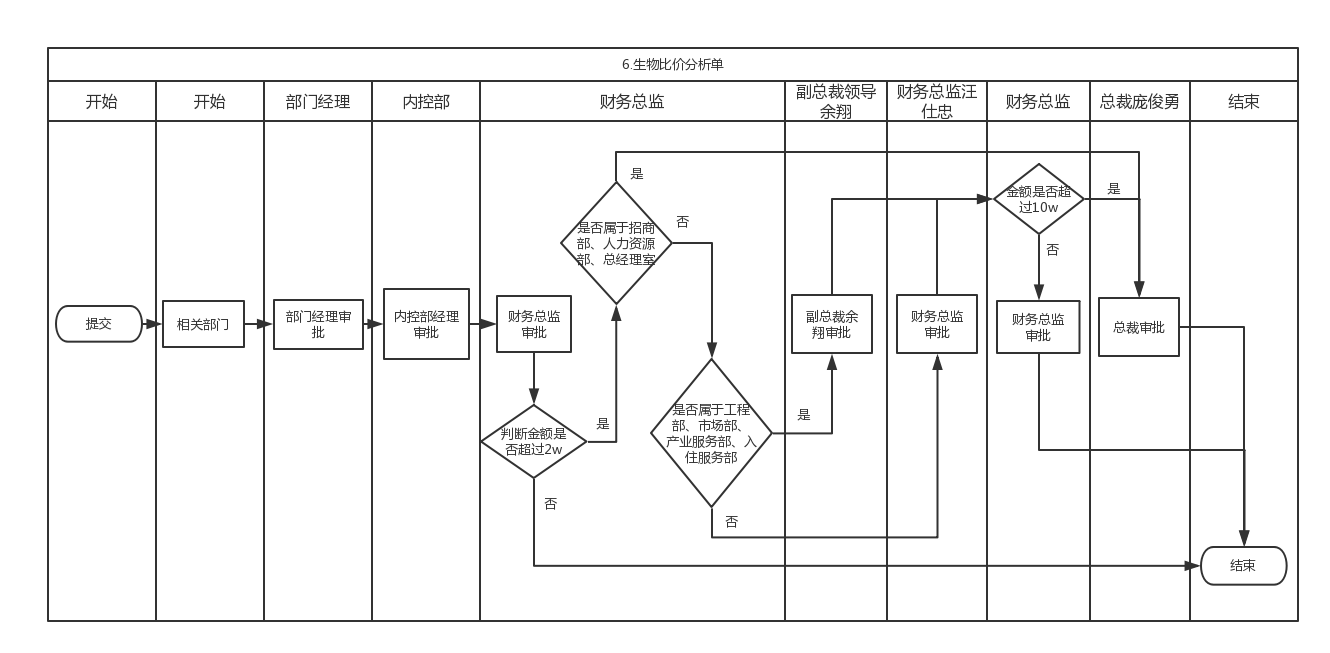 6.生物比价分析单
开始
开始
部门经理
内控部
财务总监
副总裁领导
余翔
财务总监汪
仕忠
财务总监
总裁庞俊勇
结束
提交
相关部门
部门经理审
批
内控部经理
审批
财务总监
审批
判断金额是
否超过2w
是
否
是否属于招商
部、人力资源
部、总经理室
是
否
是否属于工程
部、市场部、
产业服务部、入
住服务部
是
否
副总裁余
翔审批
财务总监
审批
金额是否超
过10w
是
否
财务总监
审批
总裁审批
结束